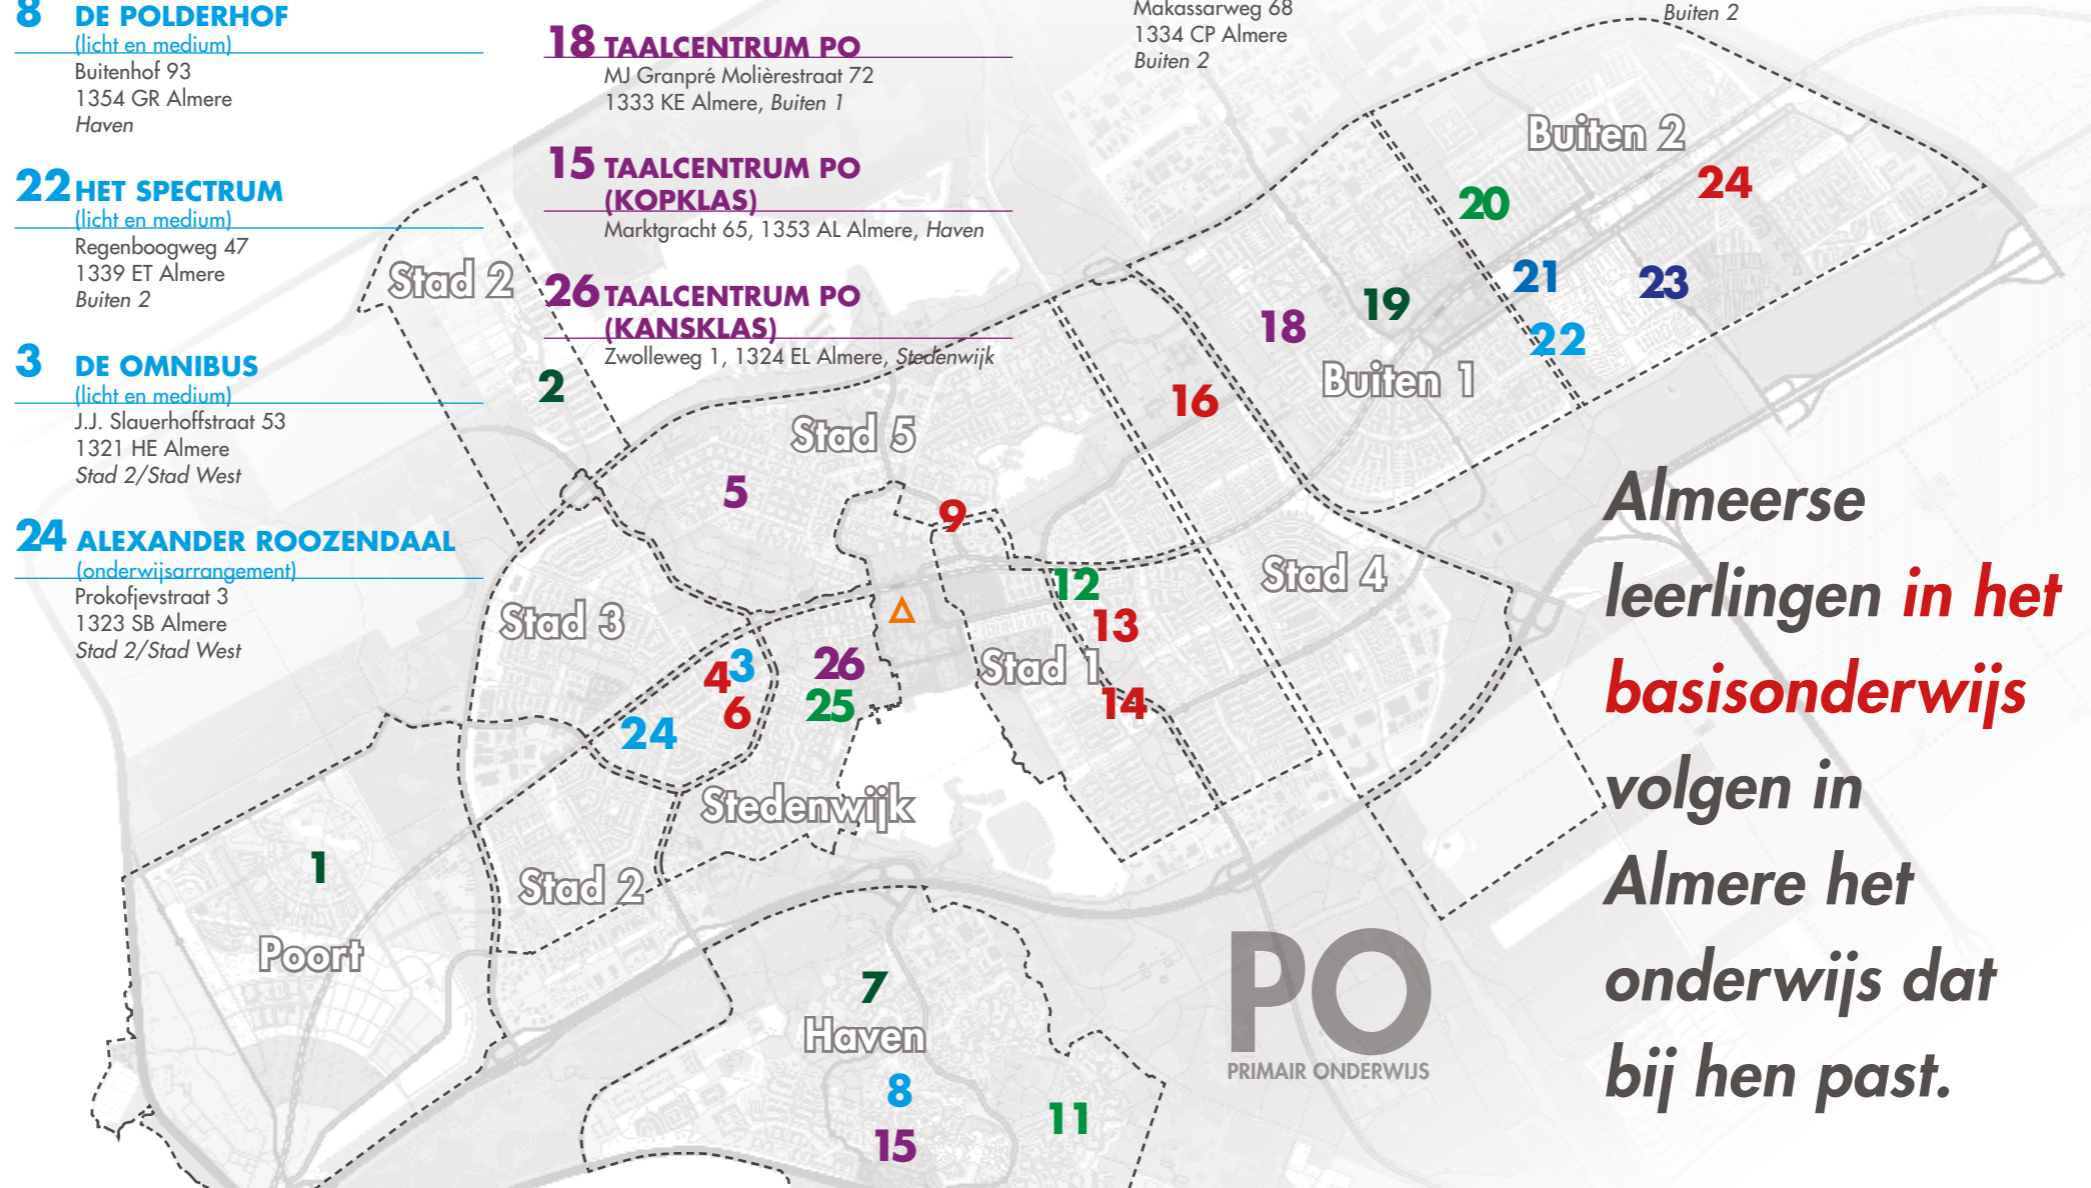 8 DE POLDERHOF
(licht en medium)
Buitenhof 93
1354 GR Almere
Haven
22 HET SPECTRUM
(licht en medium)
Regenboogweg 47
1339 ET Almere
Buiten 2
3 DE OMNIBUS
(licht en medium)
J.J. Slauerhoffstraat 53
1321 HE Almere
Stad 2/Stad West
24 ALEXANDER ROOZENDAAL
(onderwijsarrangement)
Prokofjevstraat 3
1323 SB Almere
Stad 2/Stad West
18 TAALCENTRUM PO
MJ Granpré Molièrestraat 72
1333 KE Almere, Buiten 1
15 TAALCENTRUM PO
(KOPKLAS)
Marktgracht 65, 1353 AL Almere, Haven
26 TAALCENTRUM PO
(KANSKLAS)
Zwolleweg 1, 1324 EL Almere, Stedenwijk
Makassarweg 68
1334 CP Almere
Buiten 2
Buiten 2
Buiten 2
24
20
21
23
22
19
18
Buiten 1
16
Stad 2
2
Stad 5
5
9
Stad 4
12
13
Stad 1
14
Stad 3
3
4
6
24
26
25
Stedenwijk
Stad 2
1
Poort
7
Haven
8
15
11
PO
PRIMAIR ONDERWIJS
Almeerse
leerlingen in het
basisonderwijs
volgen in
Almere het
onderwijs dat
bij hen past.